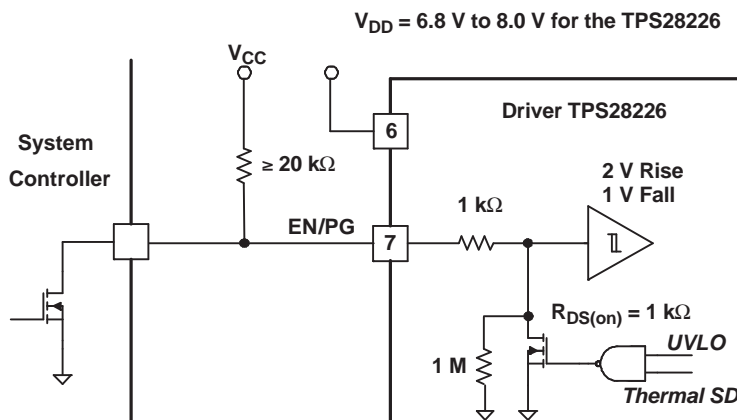 V_DD = 6.8 V to 8.0 V for the TPS28226
V_CC
6
Driver TPS28226
System
Controller
≥ 20 kΩ
2 V Rise
1 V Fall
1 kΩ
EN/PG
7
R_DS(on) = 1 kΩ
UVLO
1 M
Thermal SD